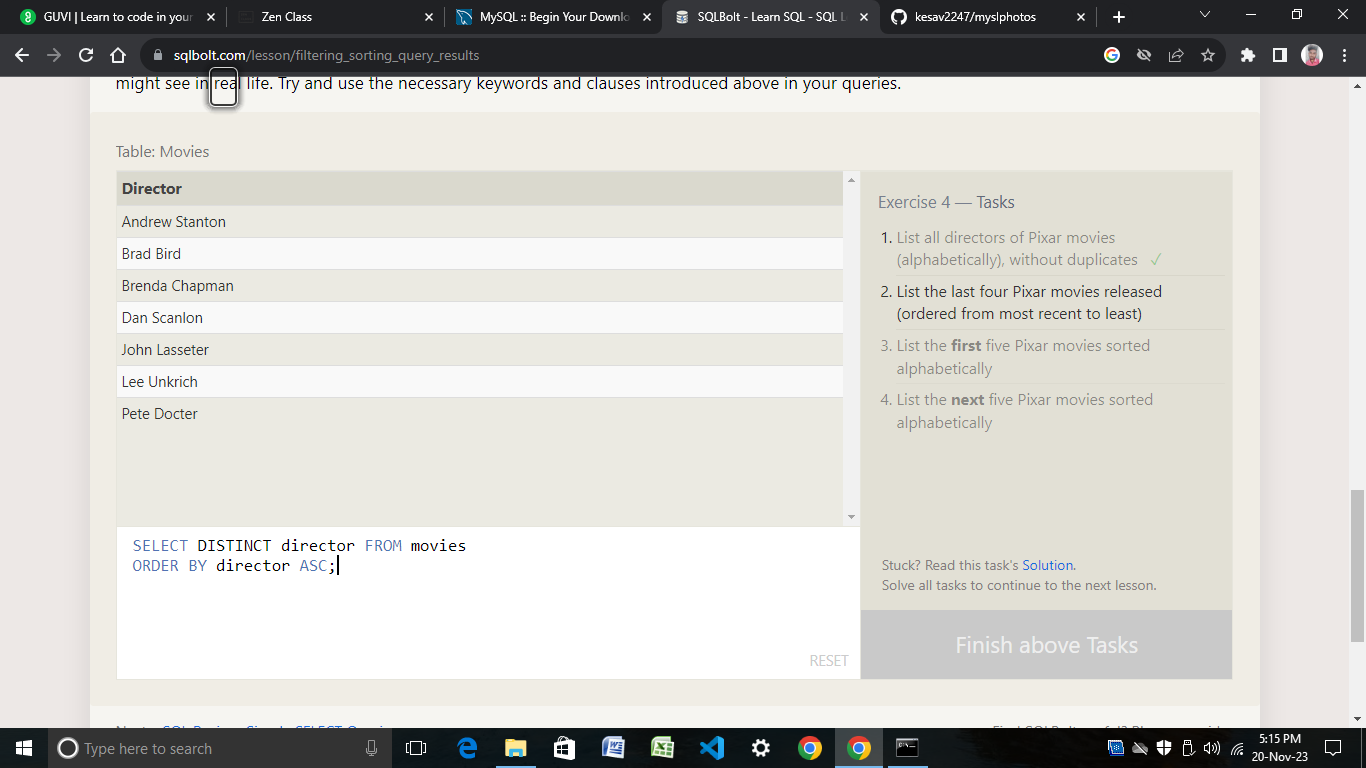 GUVI | Learn to code in your
Zen Class
MySQL :: Begin Your Downlo
SQLBolt - Learn SQL - SQL L
kesav2247/myslphotos
sqlbolt.com/lesson/filtering_sorting_query_results
might see in real life. Try and use the necessary keywords and clauses introduced above in your queries.
Table: Movies
Director
Andrew Stanton
Brad Bird
Brenda Chapman
Dan Scanlon
John Lasseter
Lee Unkrich
Pete Docter
SELECT DISTINCT director FROM movies
ORDER BY director ASC;
RESET
Exercise 4 — Tasks
1. List all directors of Pixar movies
(alphabetically), without duplicates ✓
2. List the last four Pixar movies released
(ordered from most recent to least)
3. List the first five Pixar movies sorted
alphabetically
4. List the next five Pixar movies sorted
alphabetically
Stuck? Read this task's Solution.
Solve all tasks to continue to the next lesson.
Finish above Tasks
Type here to search
5:15 PM
20-Nov-23